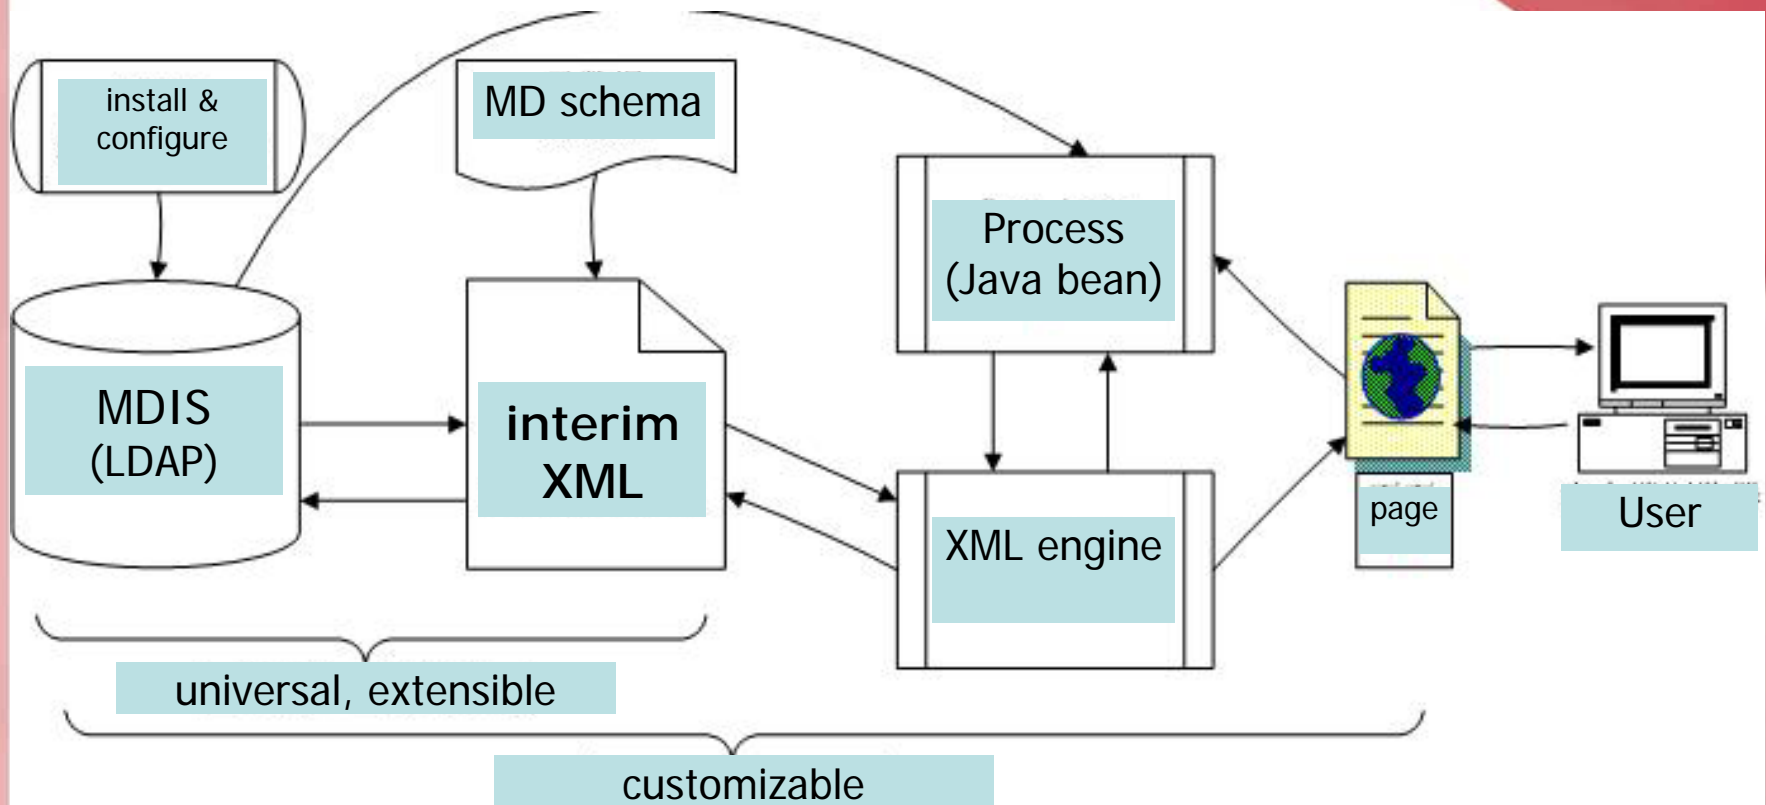 install &
configure
MD schema
Process
(Java bean)
MDIS
(LDAP)
interim
XML
XML engine
page
User
universal, extensible
customizable